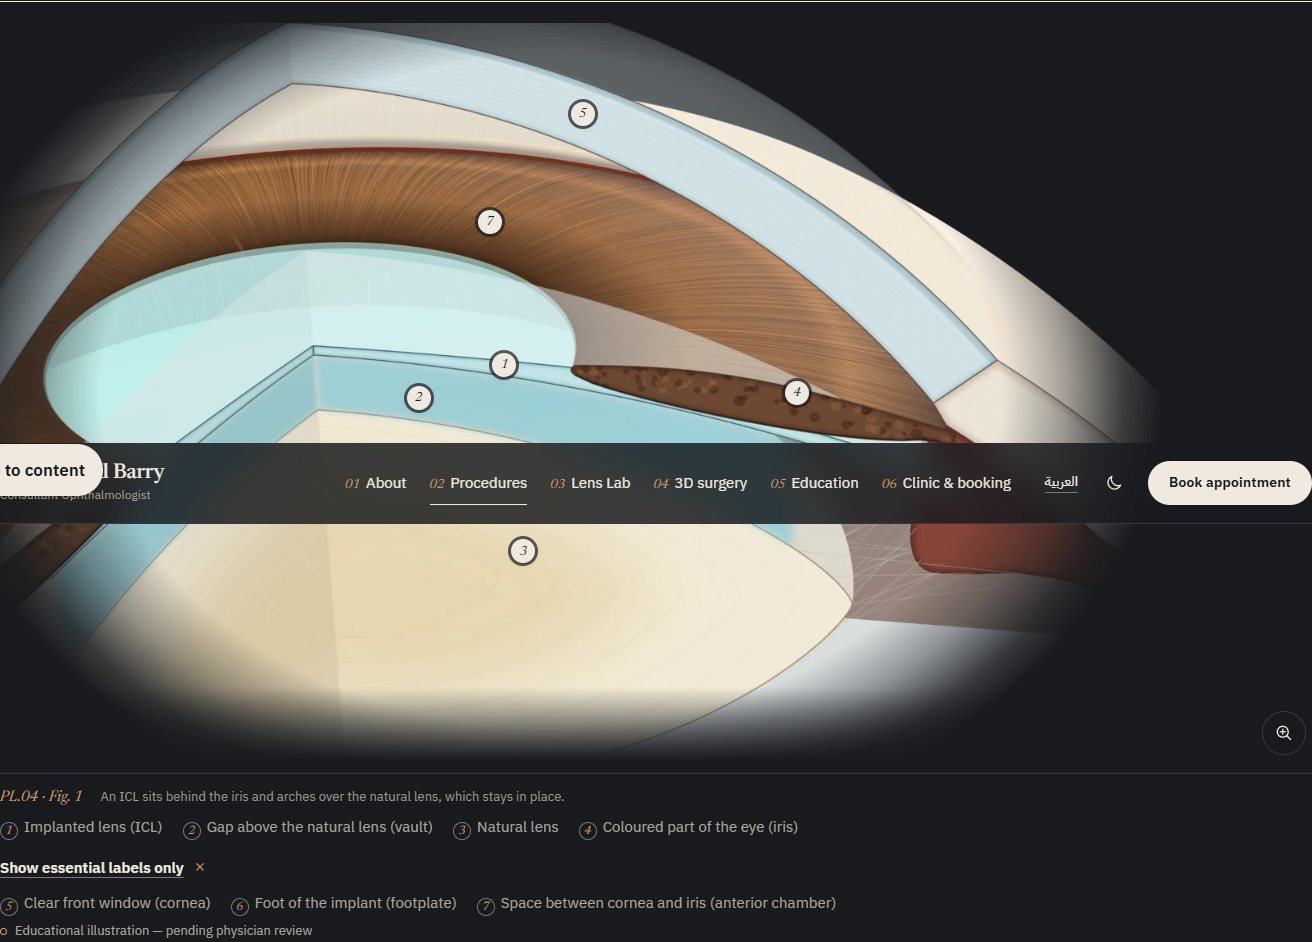 5
7
1
4
2
to content
l Barry
Consultant Ophthalmologist
01 About 02 Procedures 03 Lens Lab 04 3D surgery 05 Education 06 Clinic & booking العربية Book appointment
3
PL.04 · Fig. 1 An ICL sits behind the iris and arches over the natural lens, which stays in place.
1 Implanted lens (ICL) 2 Gap above the natural lens (vault) 3 Natural lens 4 Coloured part of the eye (iris)
Show essential labels only ×
5 Clear front window (cornea) 6 Foot of the implant (footplate) 7 Space between cornea and iris (anterior chamber)
Educational illustration — pending physician review